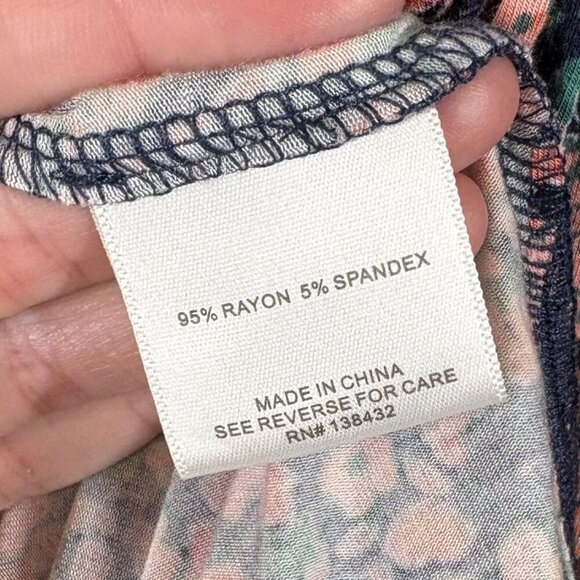 95% RAYON 5% SPANDEX
MADE IN CHINA
SEE REVERSE FOR CARE
RN# 138432